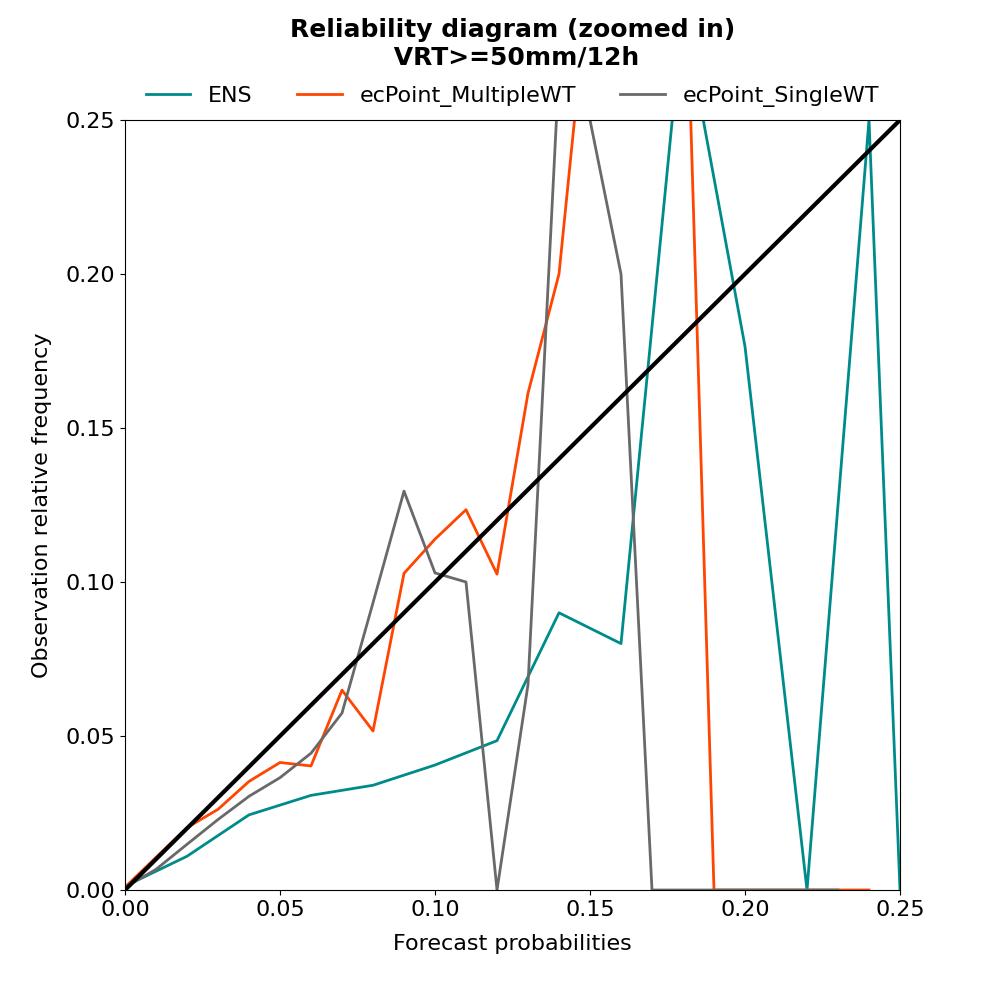 Reliability diagram (zoomed in)
VRT>=50mm/12h
ENS ecPoint_MultipleWT ecPoint_SingleWT
0.25
0.20
0.15
0.10
0.05
0.00
Observation relative frequency
0.00 0.05 0.10 0.15 0.20 0.25
Forecast probabilities